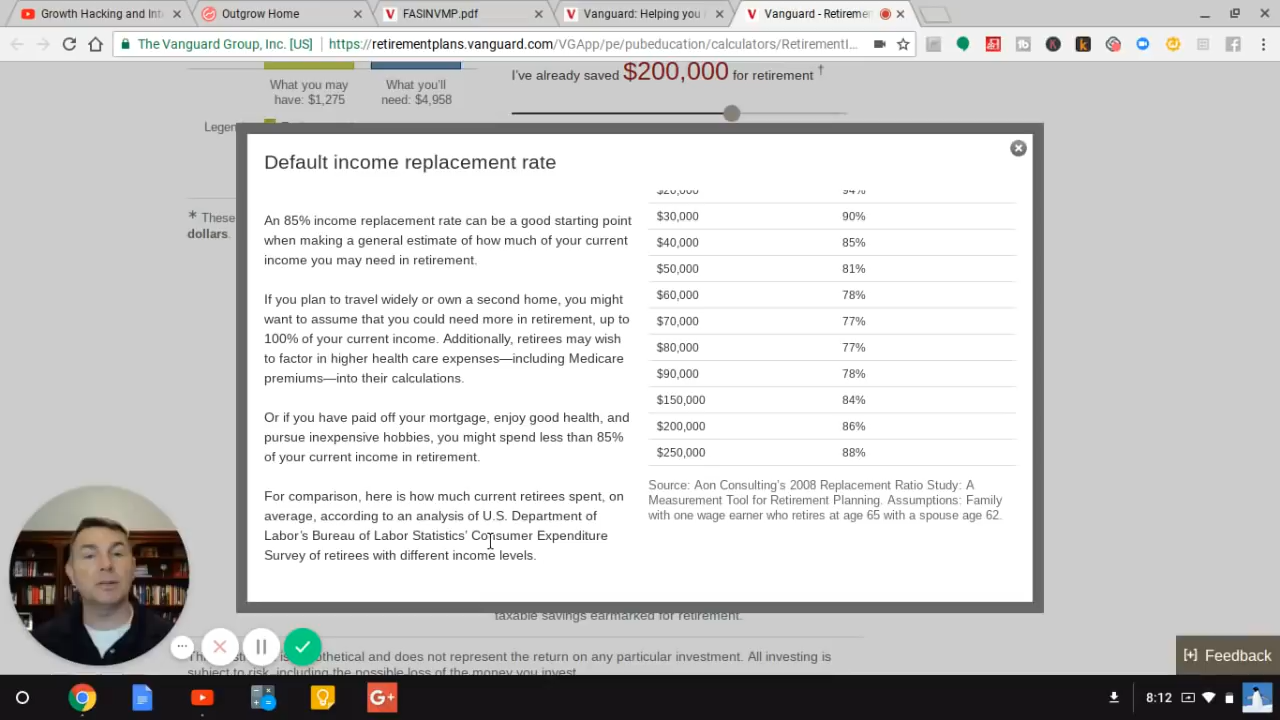 Growth Hacking and Int
Outgrow Home
FASINVMP.pdf
Vanguard: Helping you
Vanguard - Retiremen
The Vanguard Group, Inc. [US]
https://retirementplans.vanguard.com/VGApp/pe/pubeducation/calculators/RetirementI...
What you may
have: $1,275
What you'll
need: $4,958
I've already saved $200,000 for retirement †
Legen
* These
dollars.
Default income replacement rate
An 85% income replacement rate can be a good starting point
when making a general estimate of how much of your current
income you may need in retirement.
If you plan to travel widely or own a second home, you might
want to assume that you could need more in retirement, up to
100% of your current income. Additionally, retirees may wish
to factor in higher health care expenses—including Medicare
premiums—into their calculations.
Or if you have paid off your mortgage, enjoy good health, and
pursue inexpensive hobbies, you might spend less than 85%
of your current income in retirement.
For comparison, here is how much current retirees spent, on
average, according to an analysis of U.S. Department of
Labor's Bureau of Labor Statistics' Consumer Expenditure
Survey of retirees with different income levels.
$20,000 94%
$30,000 90%
$40,000 85%
$50,000 81%
$60,000 78%
$70,000 77%
$80,000 77%
$90,000 78%
$150,000 84%
$200,000 86%
$250,000 88%
Source: Aon Consulting's 2008 Replacement Ratio Study: A
Measurement Tool for Retirement Planning. Assumptions: Family
with one wage earner who retires at age 65 with a spouse age 62.
taxable savings earmarked for retirement.
hypothetical and does not represent the return on any particular investment. All investing is
subject to risk, including the possible loss of the money you invest.
[+] Feedback
8:12